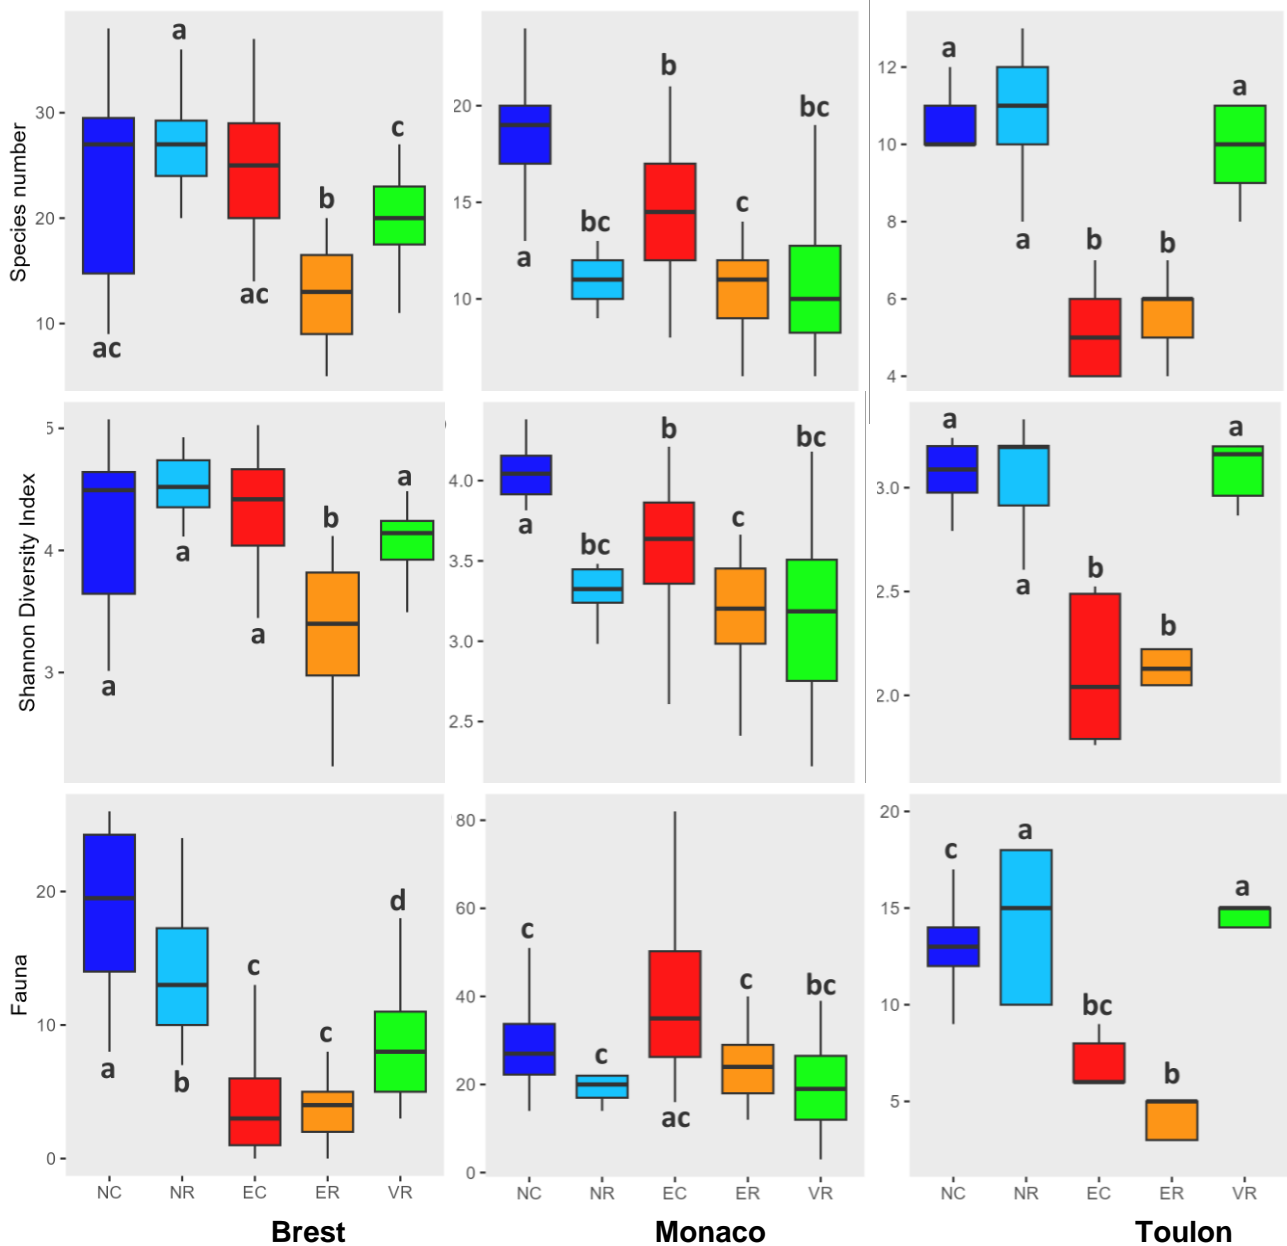 Species number
30
20
10
ac
a
ac
b
c
20
15
10
a
bc
b
c
bc
12
10
8
6
4
a
a
b
b
a
Shannon Diversity Index
5
4
3
a
a
a
b
a
4.0
3.5
3.0
2.5
a
bc
b
c
bc
3.0
2.5
2.0
a
a
b
b
a
Fauna
20
10
0
a
b
c
c
d
80
60
40
20
0
c
c
ac
c
bc
20
15
10
5
c
a
bc
b
a
NC NR EC ER VR
NC NR EC ER VR
NC NR EC ER VR
Brest Monaco Toulon